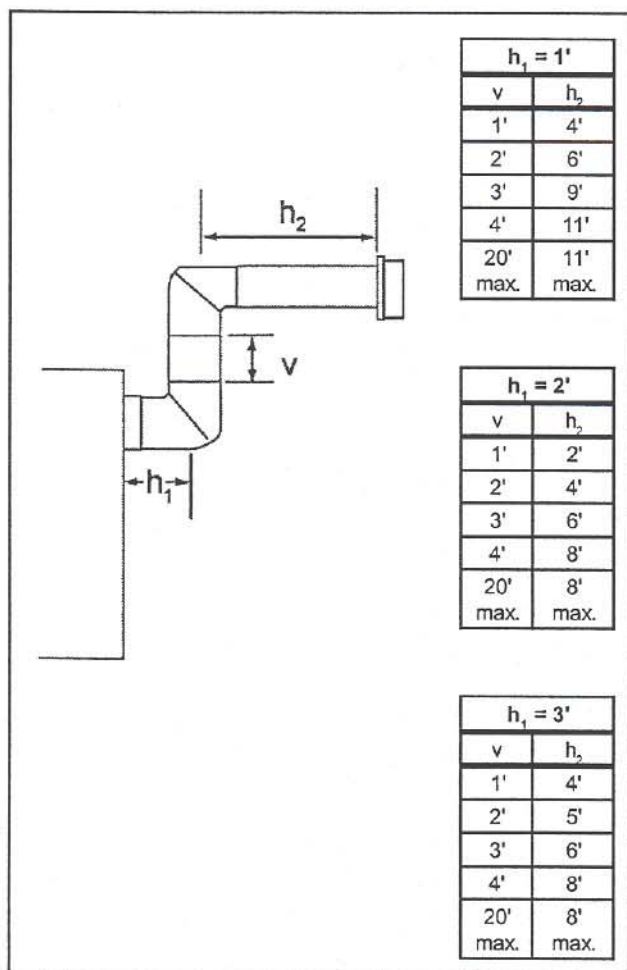 h₂
v
h₁
h₁ = 1'
v h₂
1' 4'
2' 6'
3' 9'
4' 11'
20' max. 11' max.
h₁ = 2'
v h₂
1' 2'
2' 4'
3' 6'
4' 8'
20' max. 8' max.
h₁ = 3'
v h₂
1' 4'
2' 5'
3' 6'
4' 8'
20' max. 8' max.